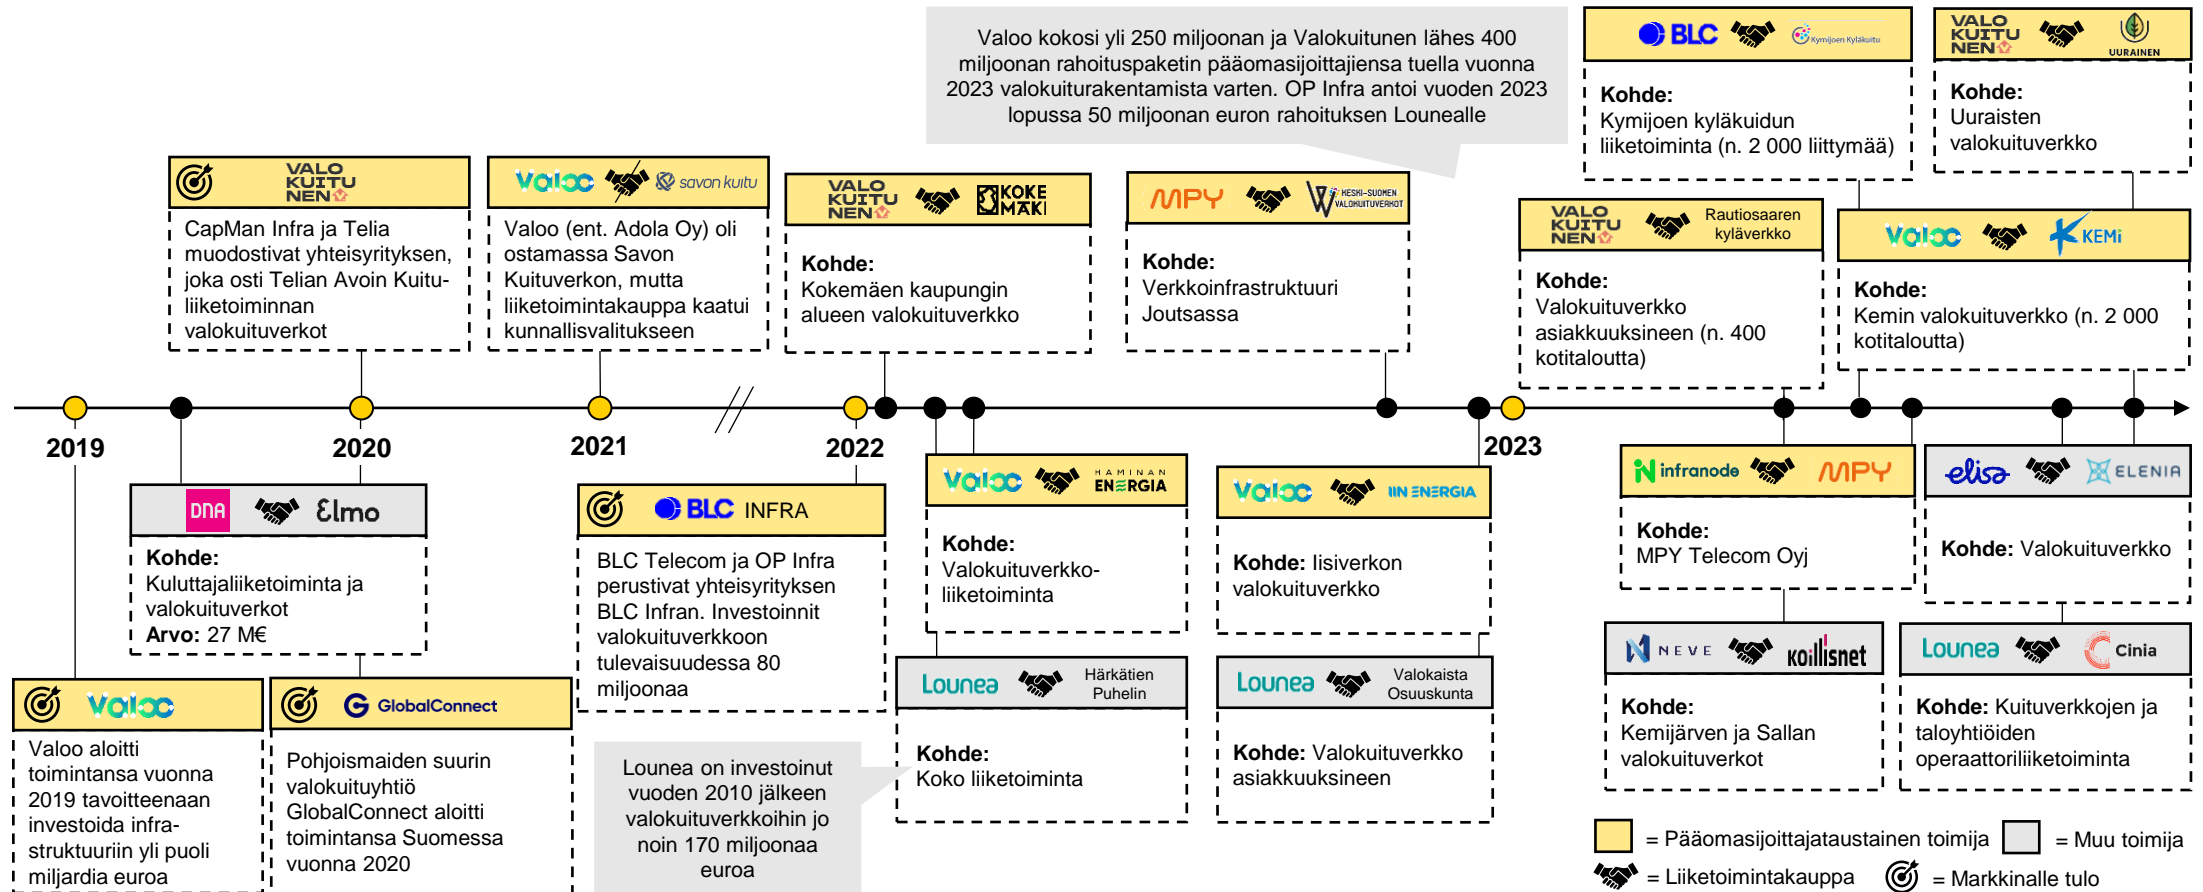 Valoo kokosi yli 250 miljoonan ja Valokuitunen lähes 400
miljoonan rahoituspaketin pääomasijoittajiensa tuella vuonna
2023 valokuiturakentamista varten. OP Infra antoi vuoden 2023
lopussa 50 miljoonan euron rahoituksen Lounealle
BLC
Kymijoen Kyläkuitu
Kohde:
Kymijoen kyläkuidun
liiketoiminta (n. 2 000 liittymää)
VALO
KUITU
NEN
UURAINEN
Kohde:
Uuraisten
valokuituverkko
VALO
KUITU
NEN
CapMan Infra ja Telia
muodostivat yhteisyrityksen,
joka osti Telian Avoin Kuitu-
liiketoiminnan
valokuituverkot
valoo
savon kuitu
Valoo (ent. Adola Oy) oli
ostamassa Savon
Kuituverkon, mutta
liiketoimintakauppa kaatui
kunnallisvalitukseen
VALO
KUITU
NEN
KOKE
MÄKI
Kohde:
Kokemäen kaupungin
alueen valokuituverkko
MPY
KESKI-SUOMEN
VALOKUITUVERKOT
Kohde:
Verkkoinfrastruktuuri
Joutsassa
VALO
KUITU
NEN
Rautiosaaren
kyläverkko
Kohde:
Valokuituverkko
asiakkuuksineen (n. 400
kotitaloutta)
valoo
KEMI
Kohde:
Kemin valokuituverkko (n. 2 000
kotitaloutta)
2019
2020
2021
2022
2023
DNA
elmo
Kohde:
Kuluttajaliiketoiminta ja
valokuituverkot
Arvo: 27 M€
BLC INFRA
BLC Telecom ja OP Infra
perustivat yhteisyrityksen
BLC Infran. Investoinnit
valokuituverkkoon
tulevaisuudessa 80
miljoonaa
valoo
HAMINAN
ENERGIA
Kohde:
Valokuituverkko-
liiketoiminta
valoo
IIN ENERGIA
Kohde: Iisiverkon
valokuituverkko
infranode
MPY
Kohde:
MPY Telecom Oyj
elisa
ELENIA
Kohde: Valokuituverkko
valoo
Valoo aloitti
toimintansa vuonna
2019 tavoitteenaan
investoida infra-
struktuuriin yli puoli
miljardia euroa
GlobalConnect
Pohjoismaiden suurin
valokuituyhtiö
GlobalConnect aloitti
toimintansa Suomessa
vuonna 2020
Lounea on investoinut
vuoden 2010 jälkeen
valokuituverkkoihin jo
noin 170 miljoonaa
euroa
Lounea
Härkätien
Puhelin
Kohde:
Koko liiketoiminta
Lounea
Valokaista
Osuuskunta
Kohde: Valokuituverkko
asiakkuuksineen
NEVE
koillisnet
Kohde:
Kemijärven ja Sallan
valokuituverkot
Lounea
Cinia
Kohde: Kuituverkkojen ja
taloyhtiöiden
operaattoriliiketoiminta
= Pääomasijoittajataustainen toimija
= Muu toimija
= Liiketoimintakauppa
= Markkinalle tulo